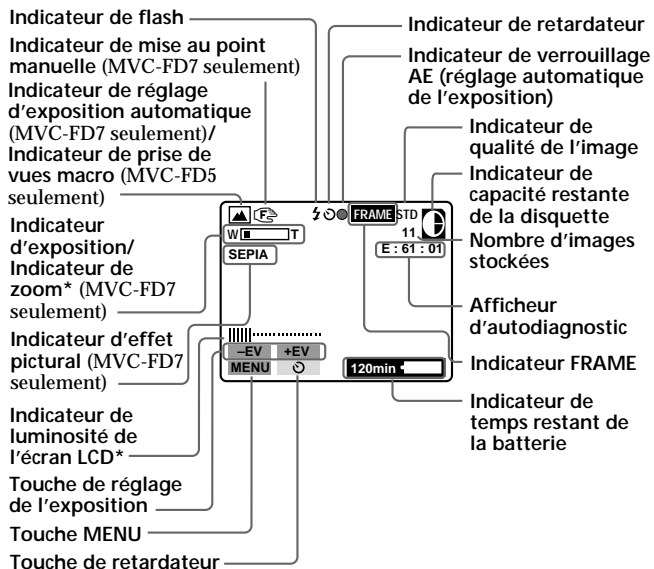 Indicateur de flash
Indicateur de mise au point
manuelle (MVC-FD7 seulement)
Indicateur de réglage
d'exposition automatique
(MVC-FD7 seulement)/
Indicateur de prise de
vues macro (MVC-FD5
seulement)
Indicateur
d'exposition/
Indicateur de
zoom* (MVC-FD7
seulement)
Indicateur d'effet
pictural (MVC-FD7
seulement)
Indicateur de
luminosité de
l'écran LCD*
Touche de réglage
de l'exposition
Touche MENU
Touche de retardateur
F
FRAME STD
W T
11
SEPIA
E : 61 : 01
–EV +EV
MENU
120min
Indicateur de retardateur
Indicateur de verrouillage
AE (réglage automatique
de l'exposition)
Indicateur de
qualité de l'image
Indicateur de
capacité restante
de la disquette
Nombre d'images
stockées
Afficheur
d'autodiagnostic
Indicateur FRAME
Indicateur de
temps restant de
la batterie